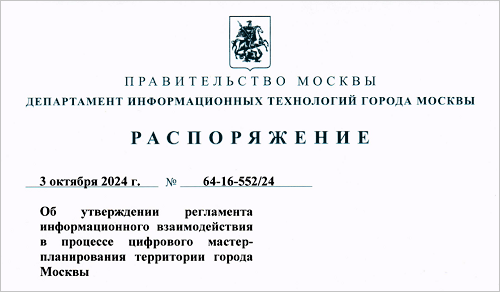 ПРАВИТЕЛЬСТВО МОСКВЫ
ДЕПАРТАМЕНТ ИНФОРМАЦИОННЫХ ТЕХНОЛОГИЙ ГОРОДА МОСКВЫ
РАСПОРЯЖЕНИЕ
3 октября 2024 г. № 64-16-552/24
Об утверждении регламента
информационного взаимодействия
в процессе цифрового мастер-
планирования территории города
Москвы